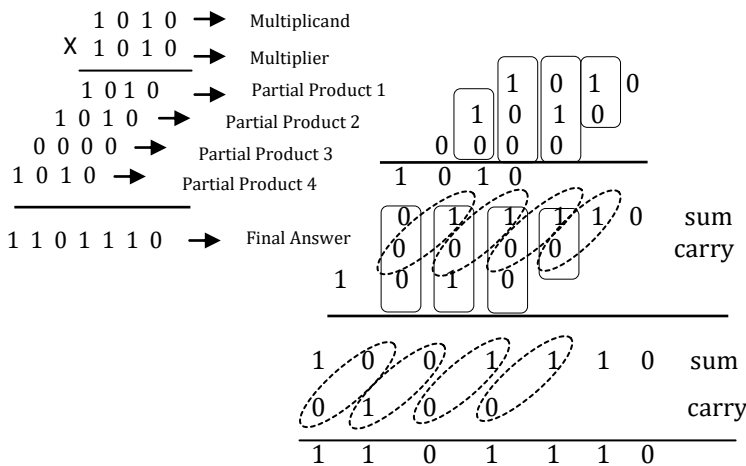 1 0 1 0 Multiplicand
X 1 0 1 0 Multiplier
1 0 1 0 Partial Product 1
1 0 1 0 Partial Product 2
0 0 0 0 Partial Product 3
1 0 1 0 Partial Product 4
1 1 0 1 1 1 0 Final Answer
1 0 1 0
1 0 1 0
0 0 0 0
1 0 1 0
0 1 1 1 1 0 sum
0 0 0 0 carry
1 0 1 0
1 0 0 1 1 1 0 sum
0 1 0 0 carry
1 1 0 1 1 1 0